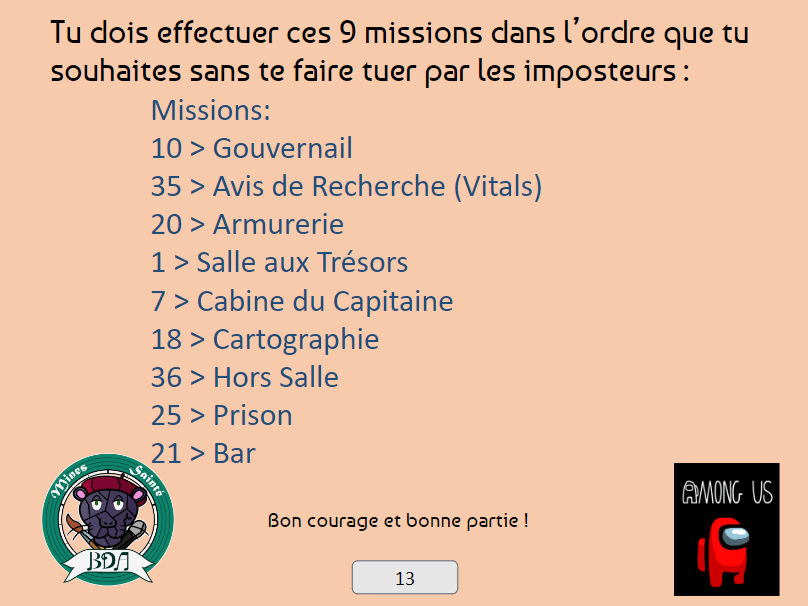 Tu dois effectuer ces 9 missions dans l'ordre que tu
souhaites sans te faire tuer par les imposteurs :
Missions:
10 > Gouvernail
35 > Avis de Recherche (Vitals)
20 > Armurerie
1 > Salle aux Trésors
7 > Cabine du Capitaine
18 > Cartographie
36 > Hors Salle
25 > Prison
21 > Bar
Mines Sainté
BDA
Bon courage et bonne partie !
AMONG US
13